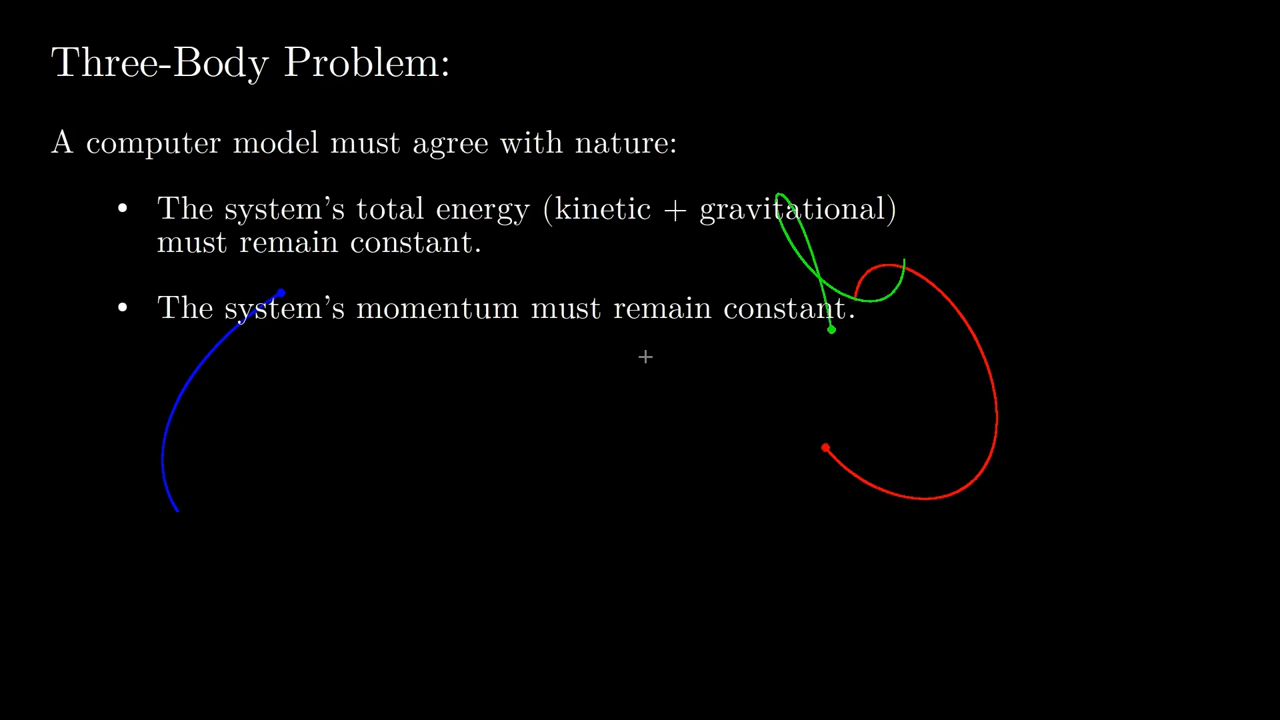 Three-Body Problem:
A computer model must agree with nature:
• The system's total energy (kinetic + gravitational)
must remain constant.
• The system's momentum must remain constant.